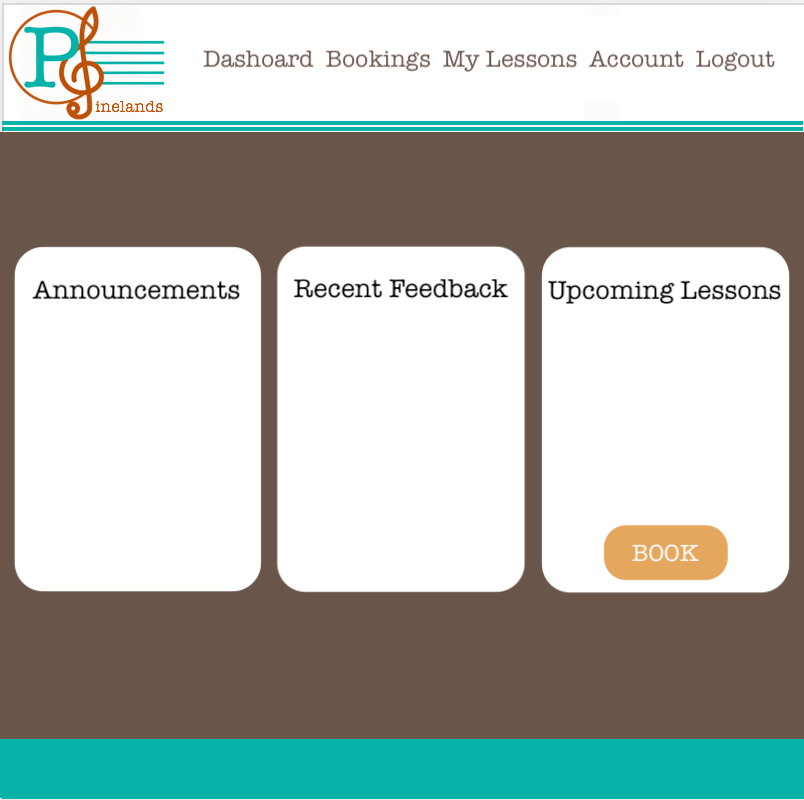 Pinelands
Dashoard Bookings My Lessons Account Logout
Announcements
Recent Feedback
Upcoming Lessons
BOOK